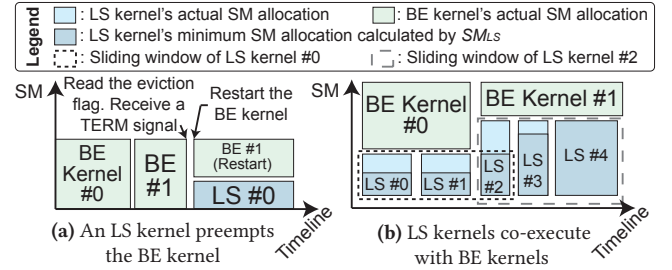 Legend
: LS kernel's actual SM allocation : BE kernel's actual SM allocation
: LS kernel's minimum SM allocation calculated by SM_LS
: Sliding window of LS kernel #0 : Sliding window of LS kernel #2
SM
Read the eviction
flag. Receive a
TERM signal
Restart the
BE kernel
BE
Kernel
#0
BE
#1
BE #1
(Restart)
LS #0
Timeline
(a) An LS kernel preempts
the BE kernel
SM
BE Kernel
#0
BE Kernel #1
LS #0
LS #1
LS
#2
LS
#3
LS #4
Timeline
(b) LS kernels co-execute
with BE kernels